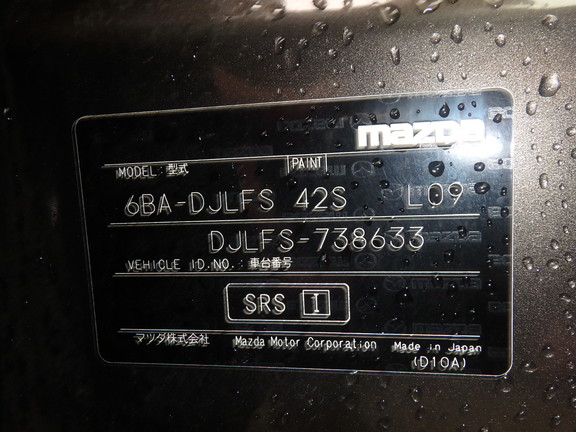 mazda
MODEL:型式 PAINT
6BA-DJLFS 42S L09
DJLFS-738633
VEHICLE ID.NO.:車台番号
SRS I
マツダ株式会社 Mazda Motor Corporation Made in Japan
(D10A)